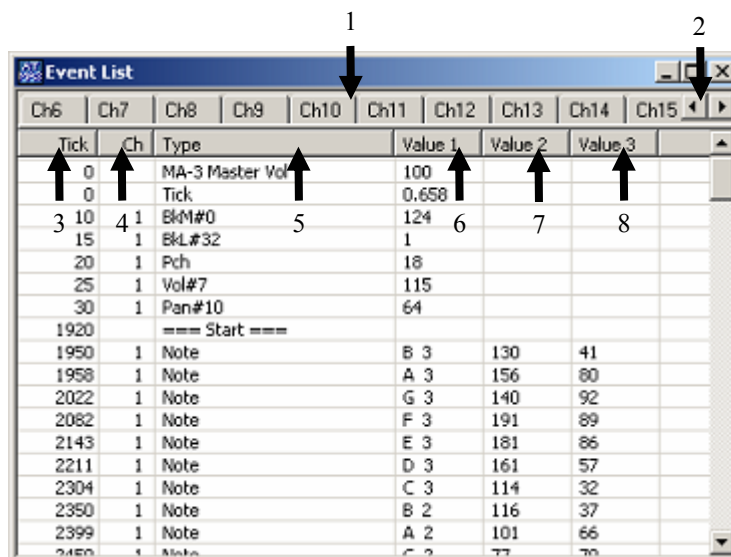 1 2
Event List
Ch6 Ch7 Ch8 Ch9 Ch10 Ch11 Ch12 Ch13 Ch14 Ch15
Tick Ch Type Value 1 Value 2 Value 3
0 MA-3 Master Vol 100
0 Tick 0.658
3 4 5 6 7 8
10 1 BkM#0 124
15 1 BkL#32 1
20 1 Pch 18
25 1 Vol#7 115
30 1 Pan#10 64
1920 === Start ===
1950 1 Note B 3 130 41
1958 1 Note A 3 156 80
2022 1 Note G 3 140 92
2082 1 Note F 3 191 89
2143 1 Note E 3 181 86
2211 1 Note D 3 161 57
2304 1 Note C 3 114 32
2350 1 Note B 2 116 37
2399 1 Note A 2 101 66